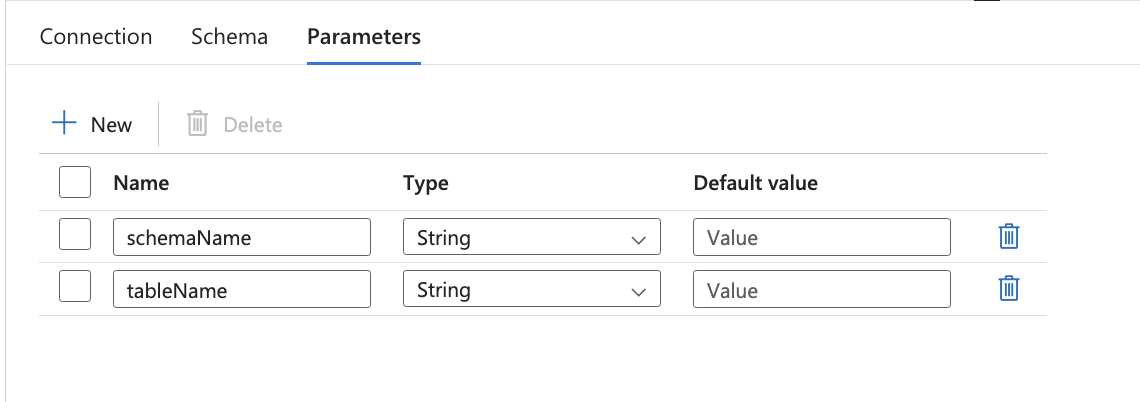 Connection Schema Parameters
New Delete
Name Type Default value
schemaName String Value
tableName String Value